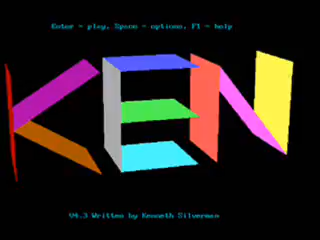 Enter - play, Space - options, F1 - help
KEN
V4.3 Written by Kenneth Silverman